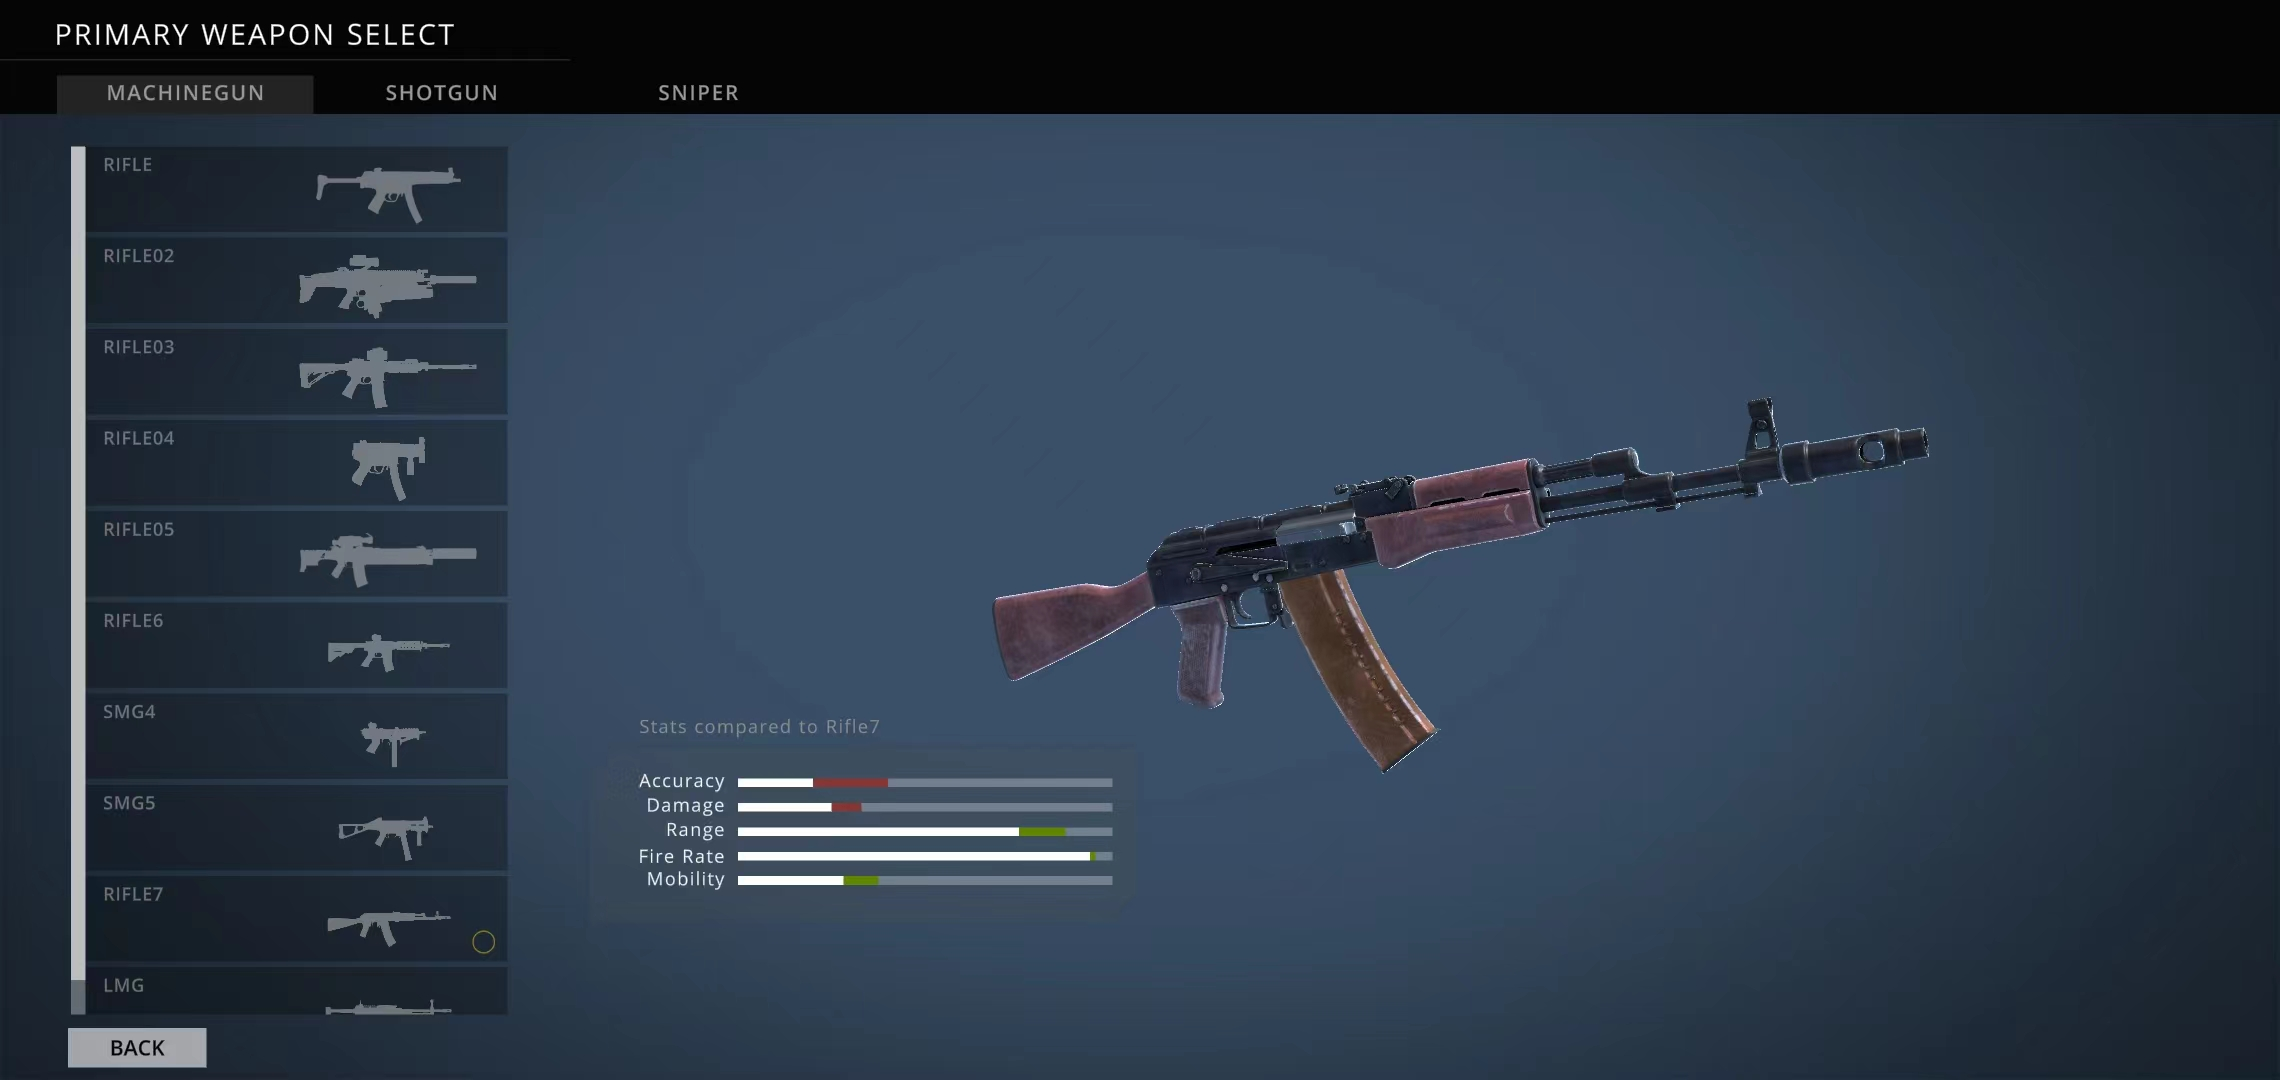 PRIMARY WEAPON SELECT
MACHINEGUN SHOTGUN SNIPER
RIFLE
RIFLE02
RIFLE03
RIFLE04
RIFLE05
RIFLE6
SMG4
SMG5
RIFLE7
LMG
Stats compared to Rifle7
Accuracy
Damage
Range
Fire Rate
Mobility
BACK